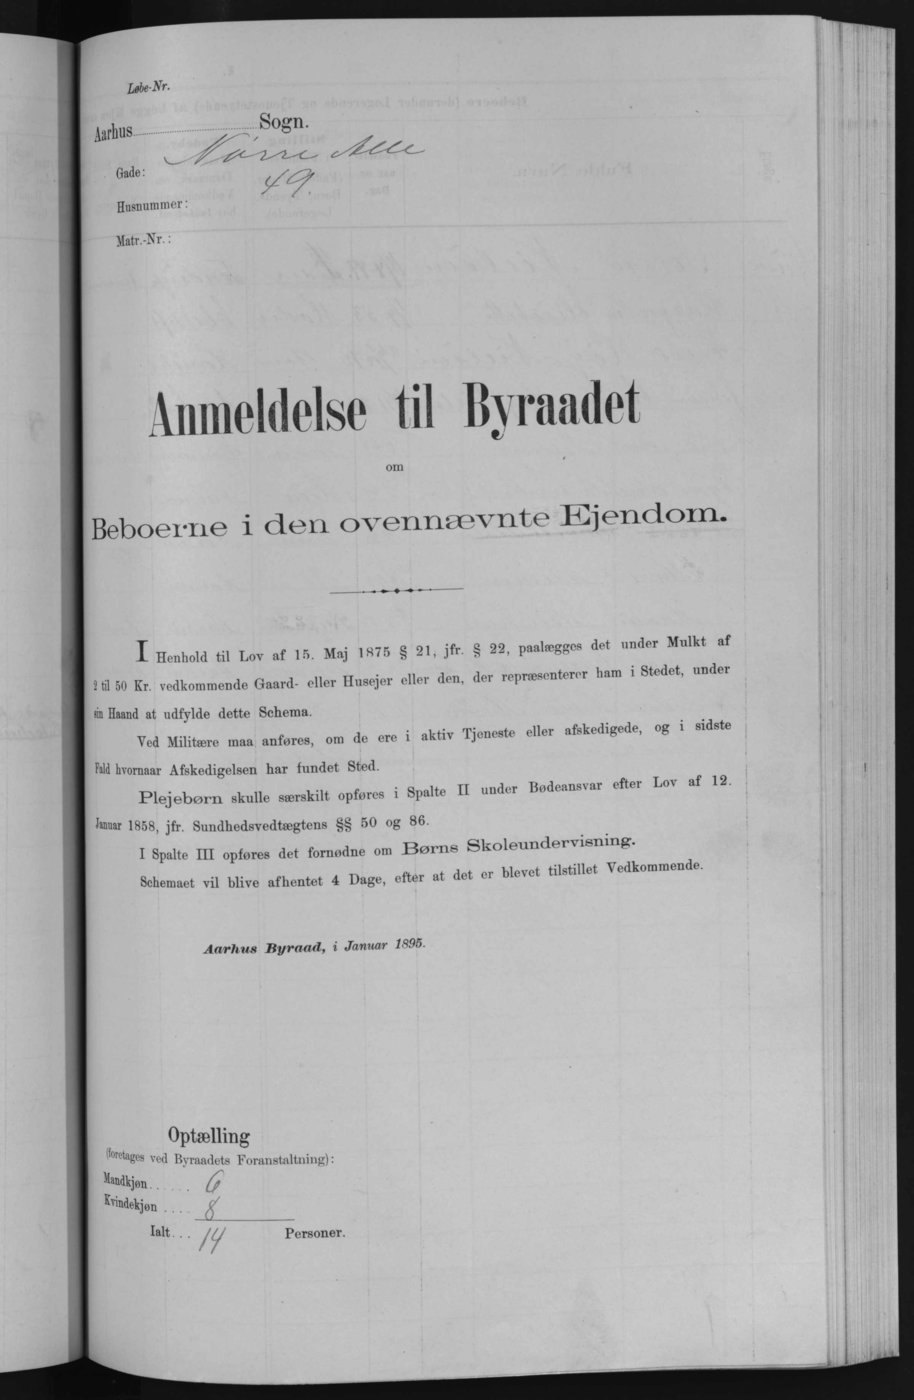 Løbe-Nr.
Aarhus Sogn.
Gade: Nørre Alle
Husnummer: 49.
Matr.-Nr.:
Anmeldelse til Byraadet
om
Beboerne i den ovennævnte Ejendom.
I Henhold til Lov af 15. Maj 1875 § 21, jfr. § 22, paalægges det under Mulkt af
2 til 50 Kr. vedkommende Gaard- eller Husejer eller den, der repræsenterer ham i Stedet, under
sin Haand at udfylde dette Schema.
Ved Militære maa anføres, om de ere i aktiv Tjeneste eller afskedigede, og i sidste
Fald hvornaar Afskedigelsen har fundet Sted.
Plejebørn skulle særskilt opføres i Spalte II under Bødeansvar efter Lov af 12.
Januar 1858, jfr. Sundhedsvedtægtens §§ 50 og 86.
I Spalte III opføres det fornødne om Børns Skoleundervisning.
Schemaet vil blive afhentet 4 Dage, efter at det er blevet tilstillet Vedkommende.
Aarhus Byraad, i Januar 1895.
Optælling
(foretages ved Byraadets Foranstaltning):
Mandkjøn...... 6
Kvindekjøn .... 8
Ialt... 14 Personer.